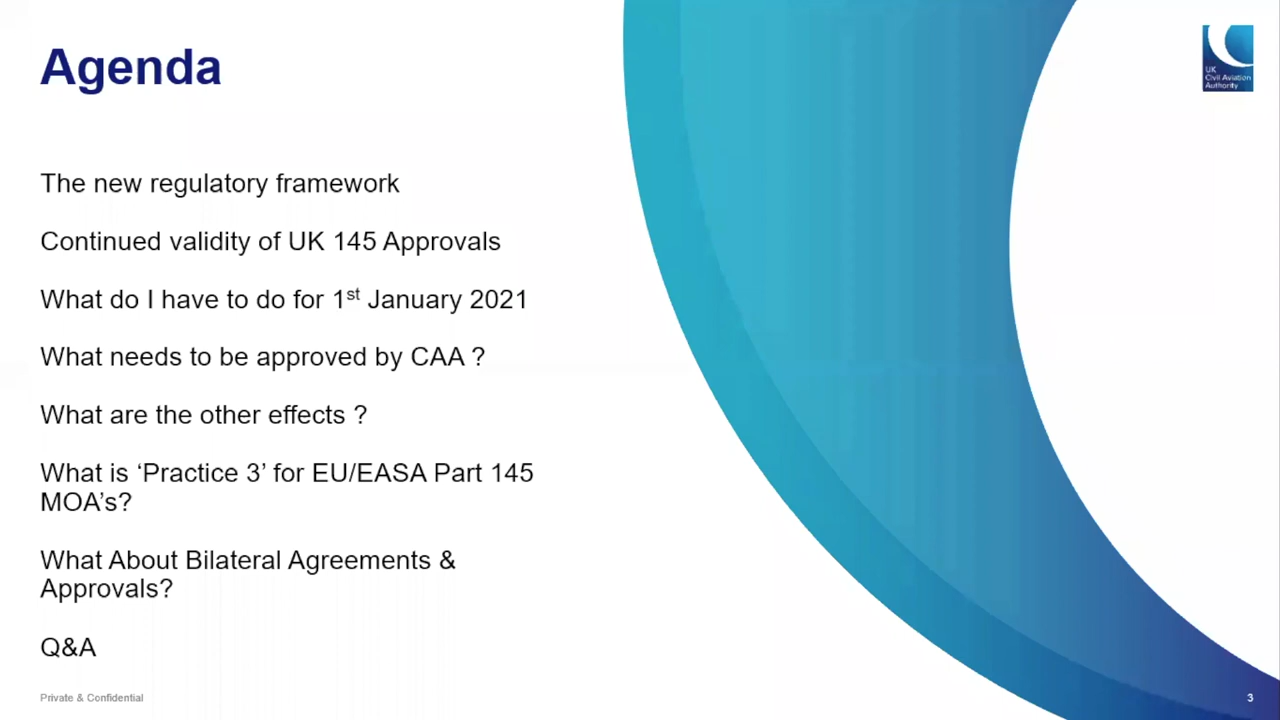 Agenda
UK
Civil Aviation
Authority
The new regulatory framework
Continued validity of UK 145 Approvals
What do I have to do for 1st January 2021
What needs to be approved by CAA ?
What are the other effects ?
What is ‘Practice 3’ for EU/EASA Part 145
MOA’s?
What About Bilateral Agreements &
Approvals?
Q&A
Private & Confidential
3